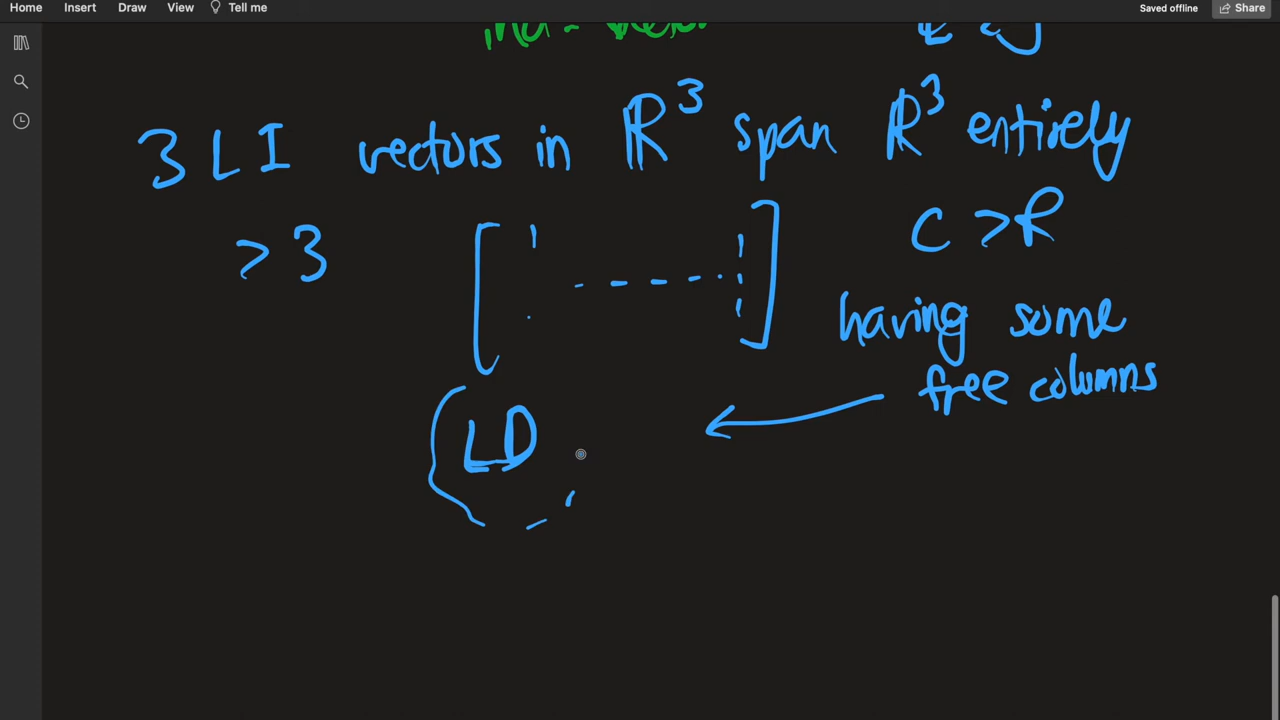 Home Insert Draw View Tell me Saved offline Share
3 LI vectors in ℝ³ span ℝ³ entirely
> 3
C > R
having some
free columns
LD